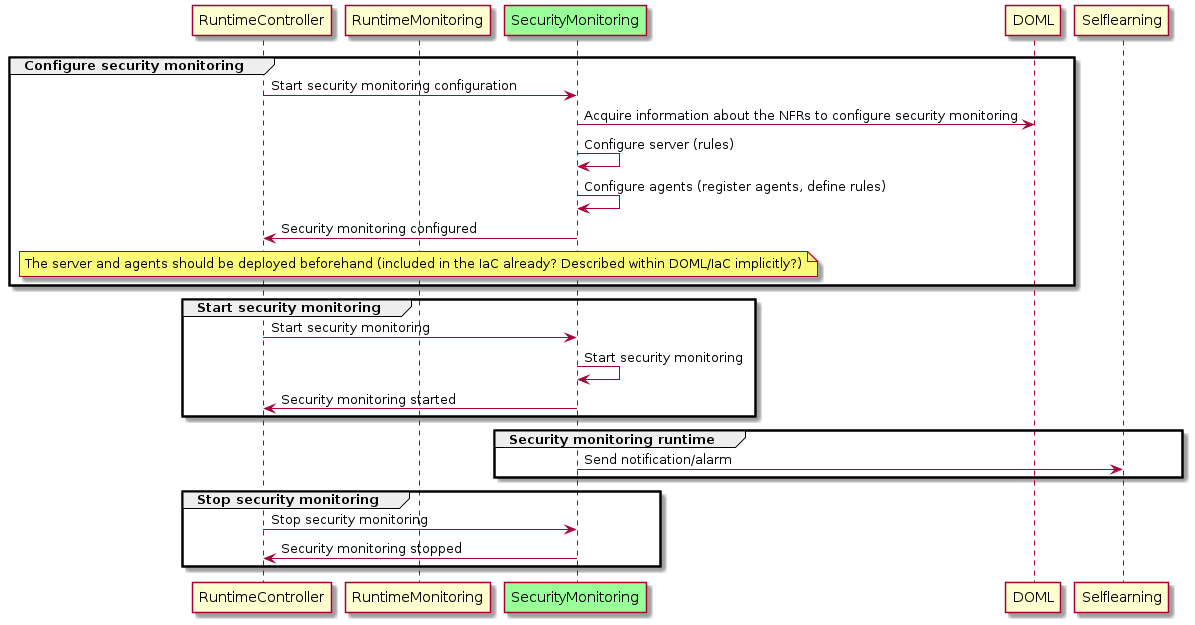 RuntimeController RuntimeMonitoring SecurityMonitoring DOML Selflearning
Configure security monitoring
Start security monitoring configuration
Acquire information about the NFRs to configure security monitoring
Configure server (rules)
Configure agents (register agents, define rules)
Security monitoring configured
The server and agents should be deployed beforehand (included in the IaC already? Described within DOML/IaC implicitly?)
Start security monitoring
Start security monitoring
Start security monitoring
Security monitoring started
Security monitoring runtime
Send notification/alarm
Stop security monitoring
Stop security monitoring
Security monitoring stopped
RuntimeController RuntimeMonitoring SecurityMonitoring DOML Selflearning